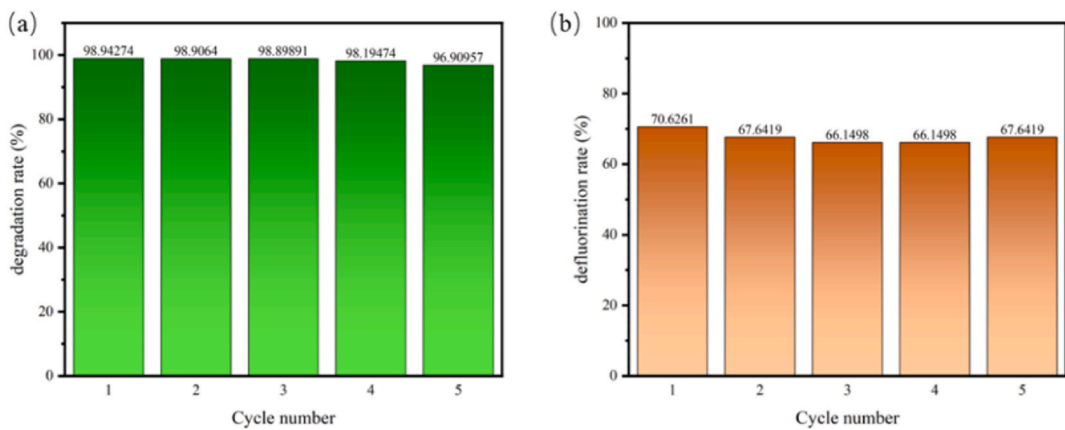 (a)
degradation rate (%)
100
80
60
40
20
0
98.94274
98.9064
98.89891
98.19474
96.90957
1 2 3 4 5
Cycle number
(b)
defluorination rate (%)
100
80
60
40
20
0
70.6261
67.6419
66.1498
66.1498
67.6419
1 2 3 4 5
Cycle number